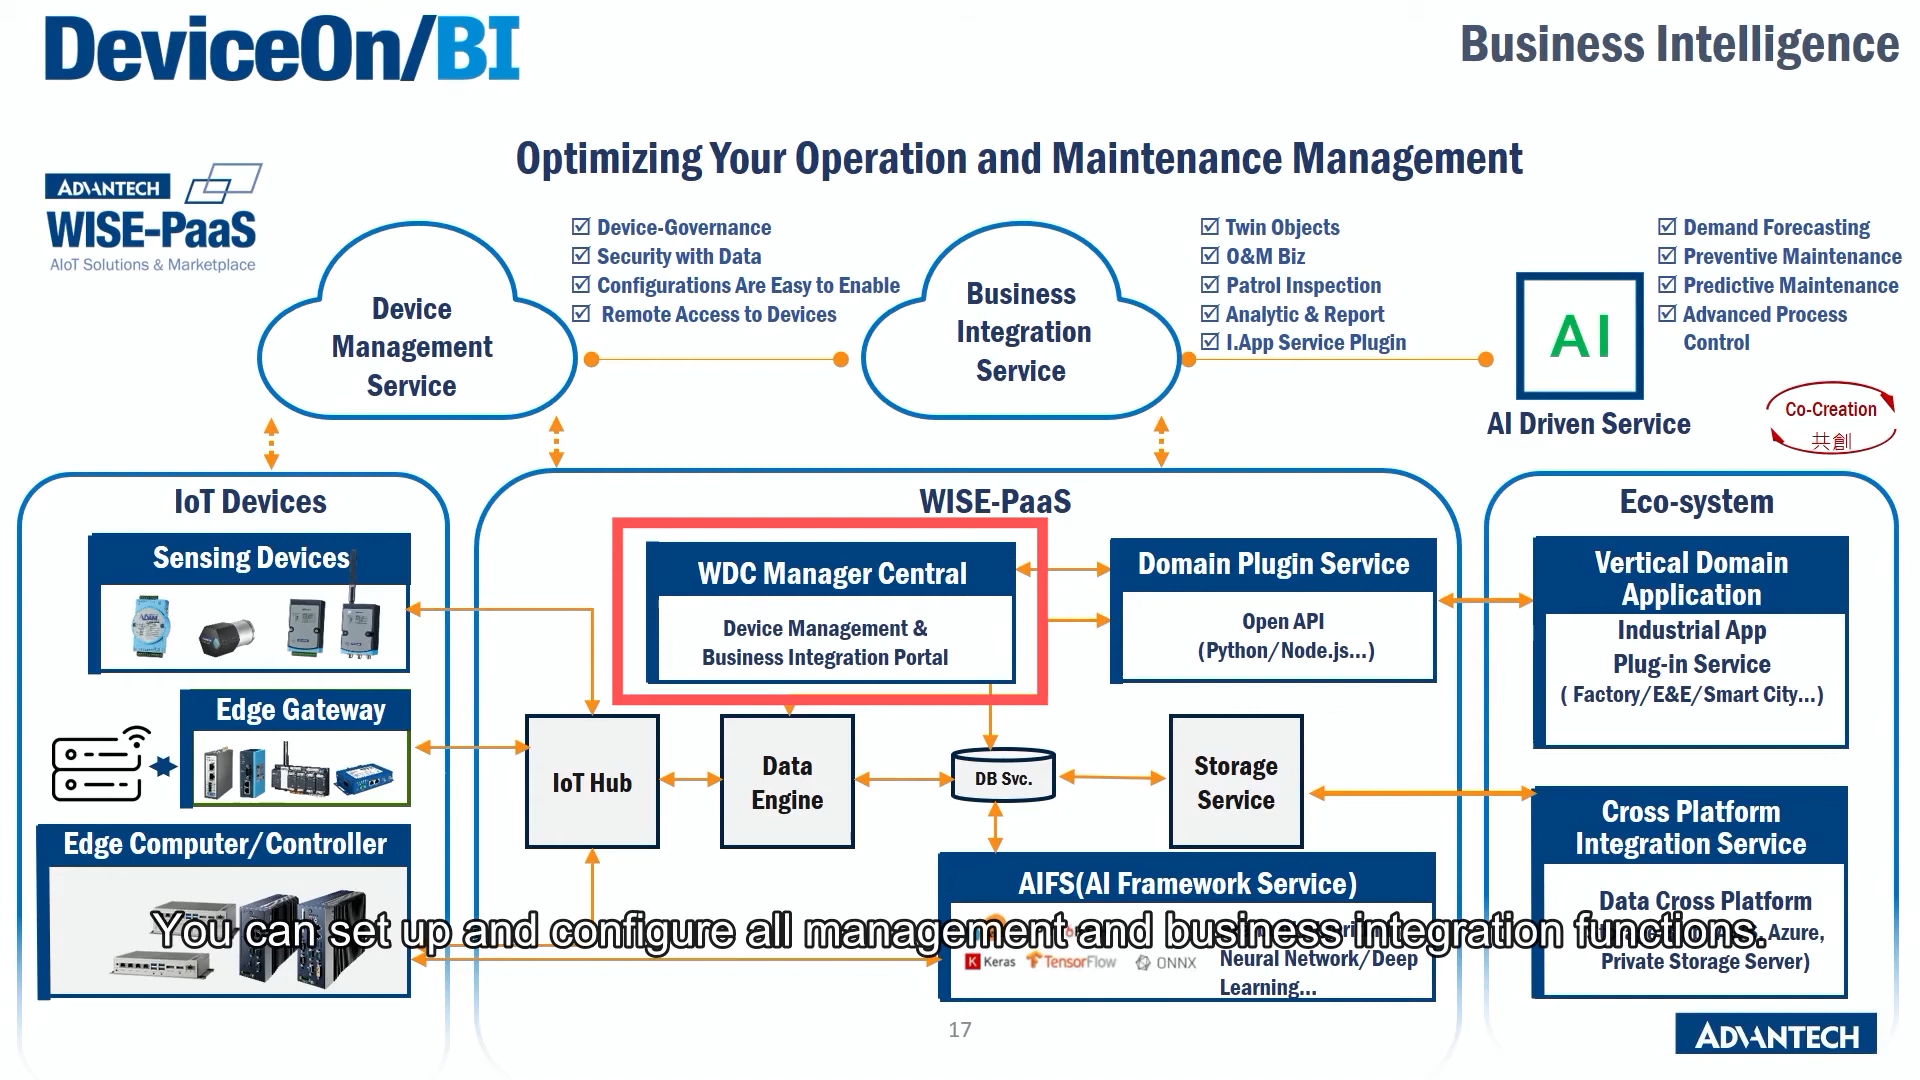 DeviceOn/BI
Business Intelligence
Optimizing Your Operation and Maintenance Management
ADVANTECH
WISE-PaaS
AIoT Solutions & Marketplace
Device
Management
Service
Device-Governance
Security with Data
Configurations Are Easy to Enable
Remote Access to Devices
Business
Integration
Service
Twin Objects
O&M Biz
Patrol Inspection
Analytic & Report
I.App Service Plugin
AI
AI Driven Service
Demand Forecasting
Preventive Maintenance
Predictive Maintenance
Advanced Process
Control
Co-Creation
共創
IoT Devices
Sensing Devices
Edge Gateway
Edge Computer/Controller
WISE-PaaS
WDC Manager Central
Device Management &
Business Integration Portal
Domain Plugin Service
Open API
(Python/Node.js...)
IoT Hub
Data
Engine
DB Svc.
Storage
Service
AIFS(AI Framework Service)
Keras
TensorFlow
ONNX
Neural Network/Deep
Learning...
Eco-system
Vertical Domain
Application
Industrial App
Plug-in Service
( Factory/E&E/Smart City...)
Cross Platform
Integration Service
Data Cross Platform
Azure,
Private Storage Server)
You can set up and configure all management and business integration functions.
17
ADVANTECH